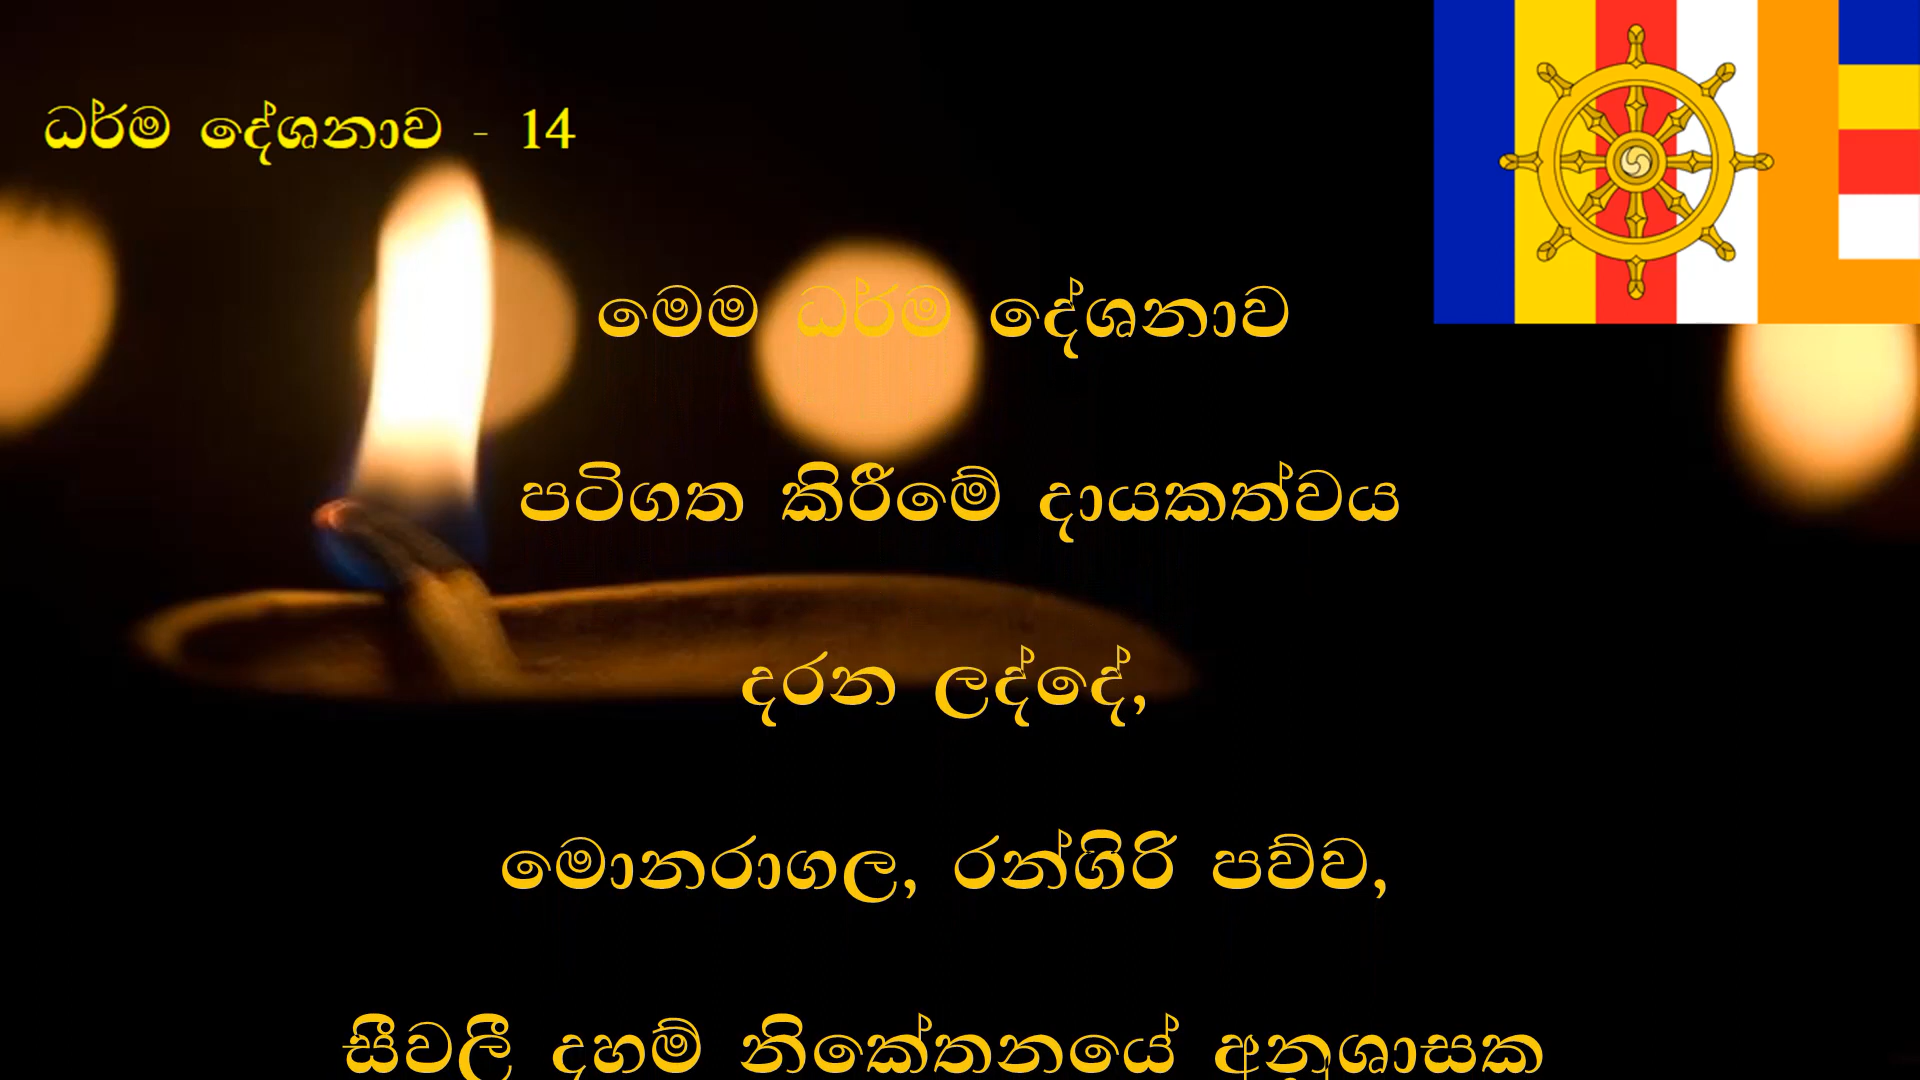 ධර්ම දේශනාව - 14
මෙම ධර්ම දේශනාව
පටිගත කිරීමේ දායකත්වය
දරන ලද්දේ,
මොනරාගල, රන්ගිරි පව්ව,
සීවලී දහම් නිකේතනයේ අනුශාසක